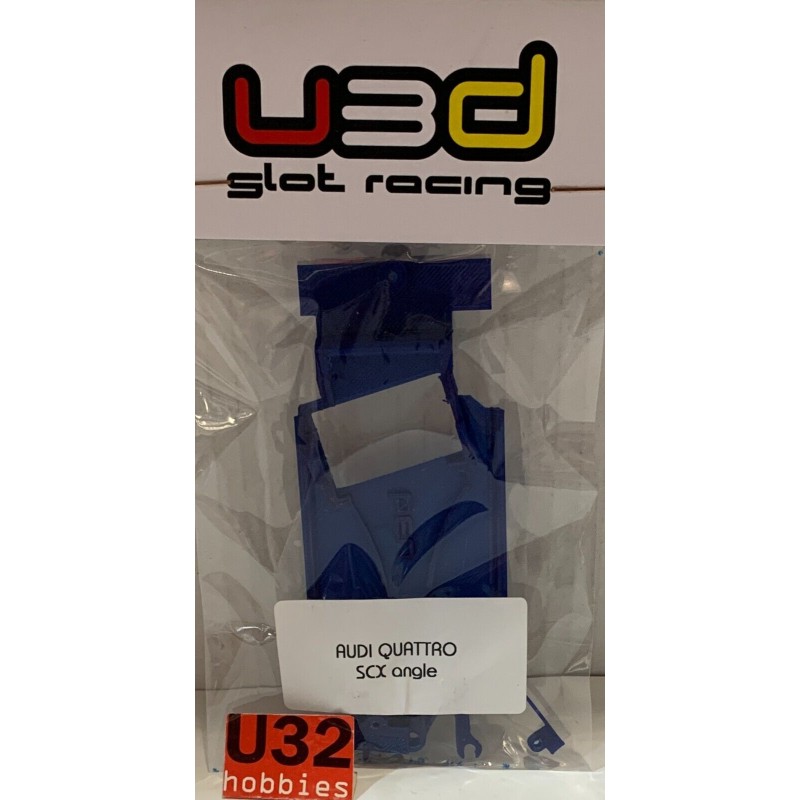 u3d
slot racing
AUDI QUATTRO
SCX angle
U32
hobbies